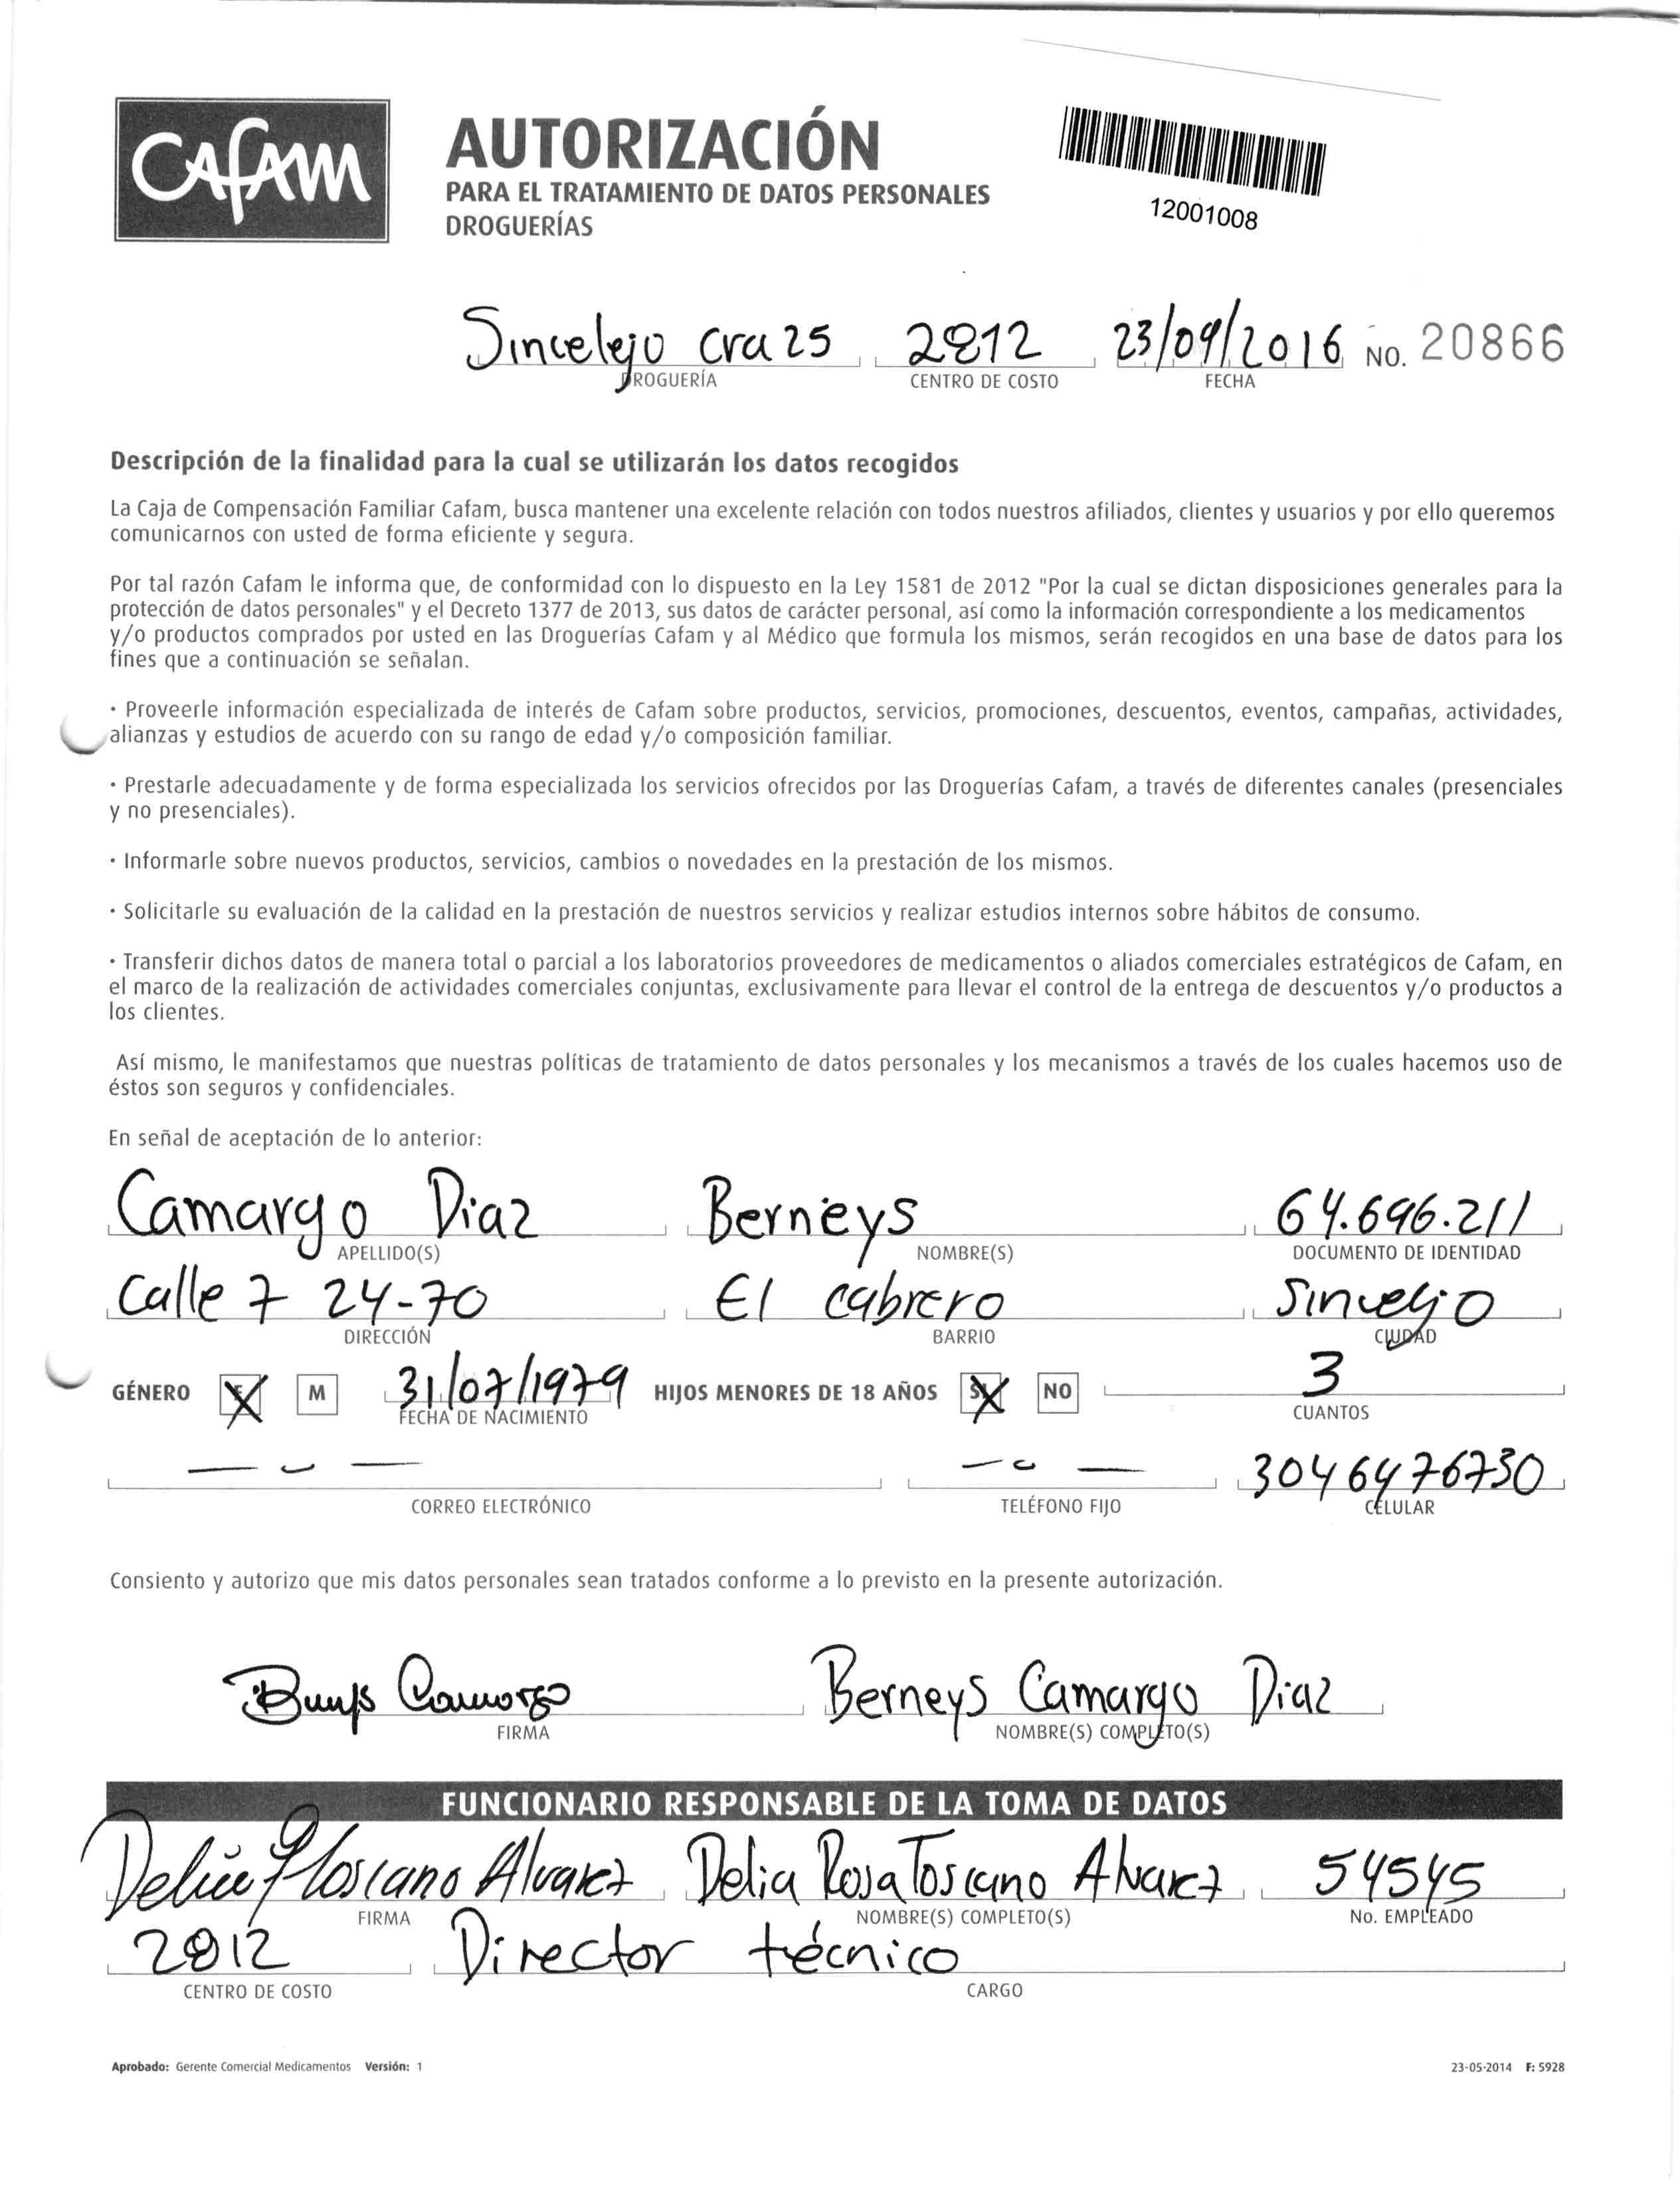 Cafam
AUTORIZACIÓN
PARA EL TRATAMIENTO DE DATOS PERSONALES
DROGUERÍAS
12001008
Sincelejo cra 25 2812 23/09/2016 No. 20866
DROGUERÍA CENTRO DE COSTO FECHA
Descripción de la finalidad para la cual se utilizarán los datos recogidos
La Caja de Compensación Familiar Cafam, busca mantener una excelente relación con todos nuestros afiliados, clientes y usuarios y por ello queremos
comunicarnos con usted de forma eficiente y segura.
Por tal razón Cafam le informa que, de conformidad con lo dispuesto en la Ley 1581 de 2012 "Por la cual se dictan disposiciones generales para la
protección de datos personales" y el Decreto 1377 de 2013, sus datos de carácter personal, así como la información correspondiente a los medicamentos
y/o productos comprados por usted en las Droguerías Cafam y al Médico que formula los mismos, serán recogidos en una base de datos para los
fines que a continuación se señalan.
· Proveerle información especializada de interés de Cafam sobre productos, servicios, promociones, descuentos, eventos, campañas, actividades,
alianzas y estudios de acuerdo con su rango de edad y/o composición familiar.
· Prestarle adecuadamente y de forma especializada los servicios ofrecidos por las Droguerías Cafam, a través de diferentes canales (presenciales
y no presenciales).
· Informarle sobre nuevos productos, servicios, cambios o novedades en la prestación de los mismos.
· Solicitarle su evaluación de la calidad en la prestación de nuestros servicios y realizar estudios internos sobre hábitos de consumo.
· Transferir dichos datos de manera total o parcial a los laboratorios proveedores de medicamentos o aliados comerciales estratégicos de Cafam, en
el marco de la realización de actividades comerciales conjuntas, exclusivamente para llevar el control de la entrega de descuentos y/o productos a
los clientes.
Así mismo, le manifestamos que nuestras políticas de tratamiento de datos personales y los mecanismos a través de los cuales hacemos uso de
éstos son seguros y confidenciales.
En señal de aceptación de lo anterior:
Camargo Diaz Berneys 64.696.211
APELLIDO(S) NOMBRE(S) DOCUMENTO DE IDENTIDAD
Calle 7 24-70 El cabrero Sincelejo
DIRECCIÓN BARRIO CIUDAD
GÉNERO F M 31/07/1979 HIJOS MENORES DE 18 AÑOS SI NO 3
FECHA DE NACIMIENTO CUANTOS
3046476730
CORREO ELECTRÓNICO TELÉFONO FIJO CELULAR
Consiento y autorizo que mis datos personales sean tratados conforme a lo previsto en la presente autorización.
Berneys Camargo Berneys Camargo Diaz
FIRMA NOMBRE(S) COMPLETO(S)
FUNCIONARIO RESPONSABLE DE LA TOMA DE DATOS
Delia Toscano Alvarez Delia Rosa Toscano Alvarez 54545
FIRMA NOMBRE(S) COMPLETO(S) No. EMPLEADO
2812 Director técnico
CENTRO DE COSTO CARGO
Aprobado: Gerente Comercial Medicamentos Versión: 1 23-05-2014 F: 5928